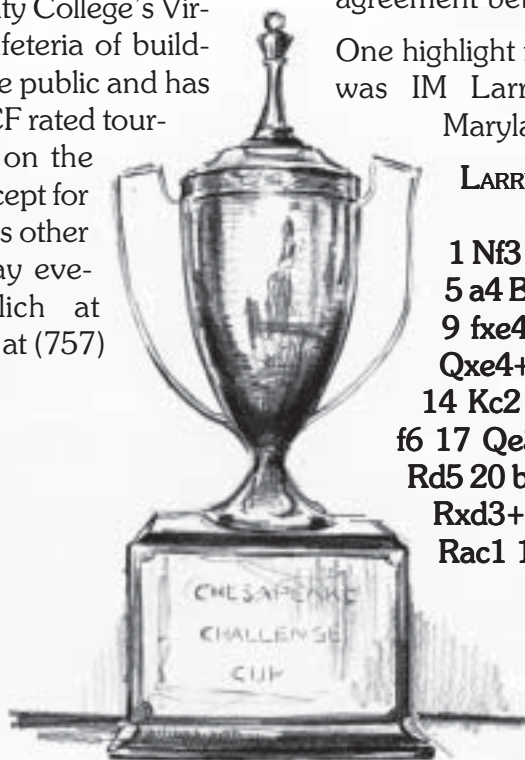 ty College's Vir-
feteria of build-
e public and has
CF rated tour-
on the
cept for
s other
ay eve-
lich at
at (757)
agreement be
One highlight
was IM Larr
Maryla
LARR
1 Nf3
5 a4 B
9 fxe4
Qxe4+
14 Kc2
f6 17 Qe
Rd5 20 b
Rxd3+
Rac1 1
CHESAPEAKE
CHALLENGE
CUP